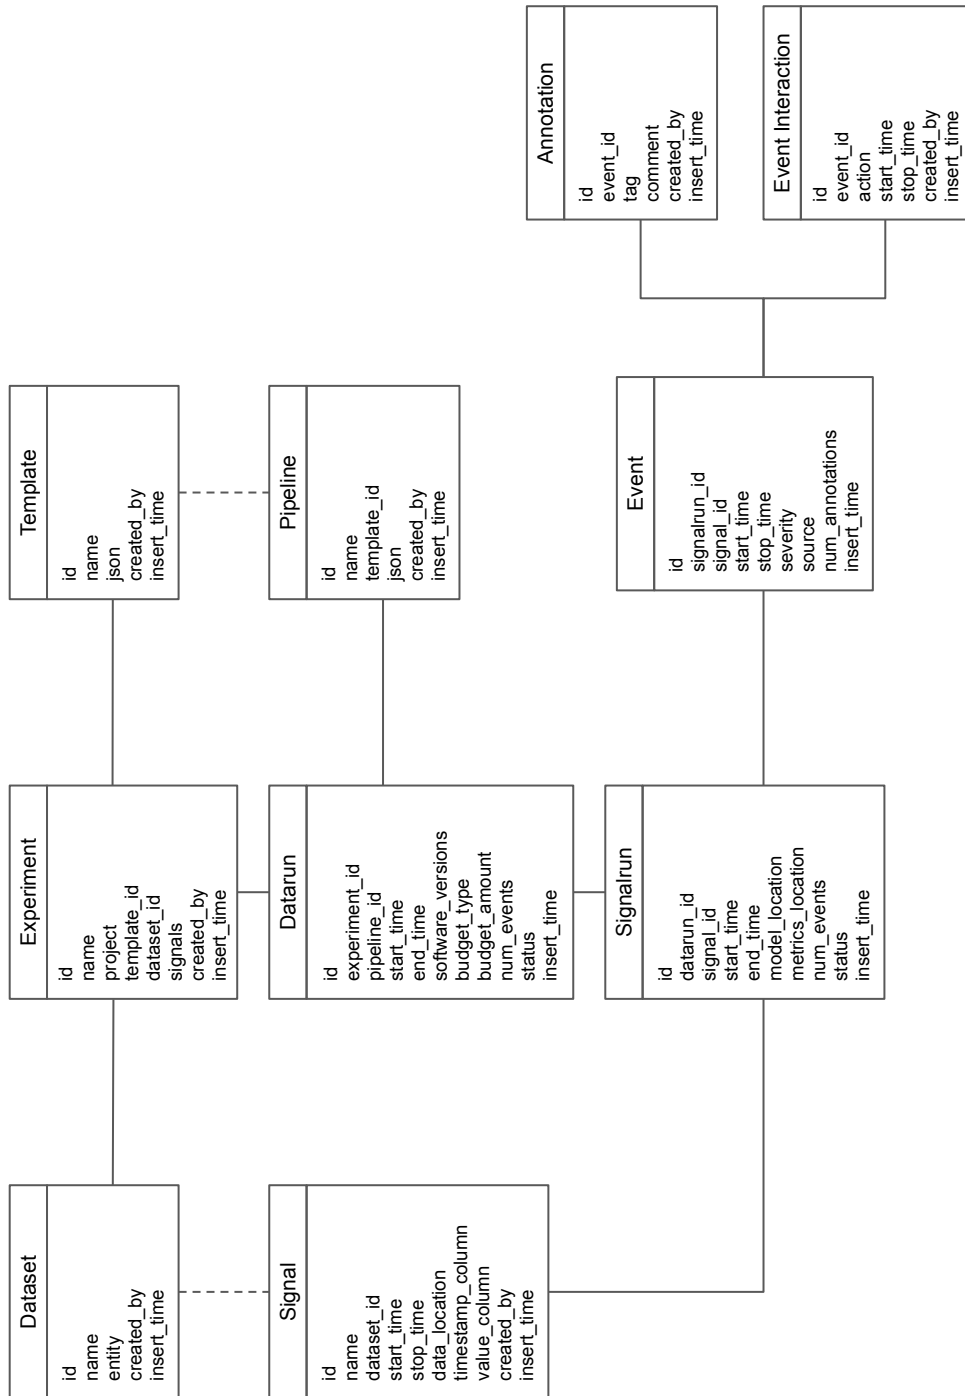 Dataset
id
name
entity
created_by
insert_time
Signal
id
name
dataset_id
start_time
stop_time
data_location
timestamp_column
value_column
created_by
insert_time
Experiment
id
name
project
template_id
dataset_id
signals
created_by
insert_time
Datarun
id
experiment_id
pipeline_id
start_time
end_time
software_versions
budget_type
budget_amount
num_events
status
insert_time
Signalrun
id
datarun_id
signal_id
start_time
end_time
model_location
metrics_location
num_events
status
insert_time
Template
id
name
json
created_by
insert_time
Pipeline
id
name
template_id
json
created_by
insert_time
Event
id
signalrun_id
signal_id
start_time
stop_time
severity
source
num_annotations
insert_time
Annotation
id
event_id
tag
comment
created_by
insert_time
Event Interaction
id
event_id
action
start_time
stop_time
created_by
insert_time